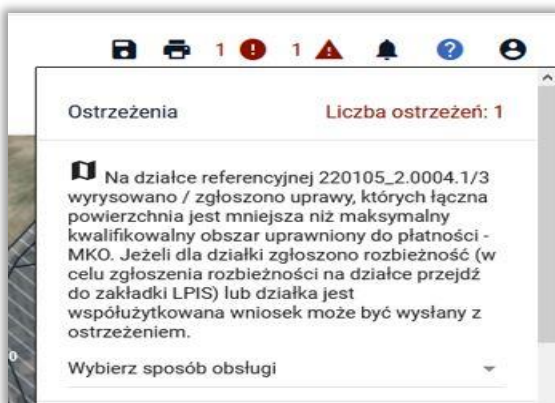 1 1
Ostrzeżenia Liczba ostrzeżeń: 1
Na działce referencyjnej 220105_2.0004.1/3
wyrysowano / zgłoszono uprawy, których łączna
powierzchnia jest mniejsza niż maksymalny
kwalifikowalny obszar uprawniony do płatności -
MKO. Jeżeli dla działki zgłoszono rozbieżność (w
celu zgłoszenia rozbieżności na działce przejdź
do zakładki LPIS) lub działka jest
współużytkowana wniosek może być wysłany z
ostrzeżeniem.
Wybierz sposób obsługi